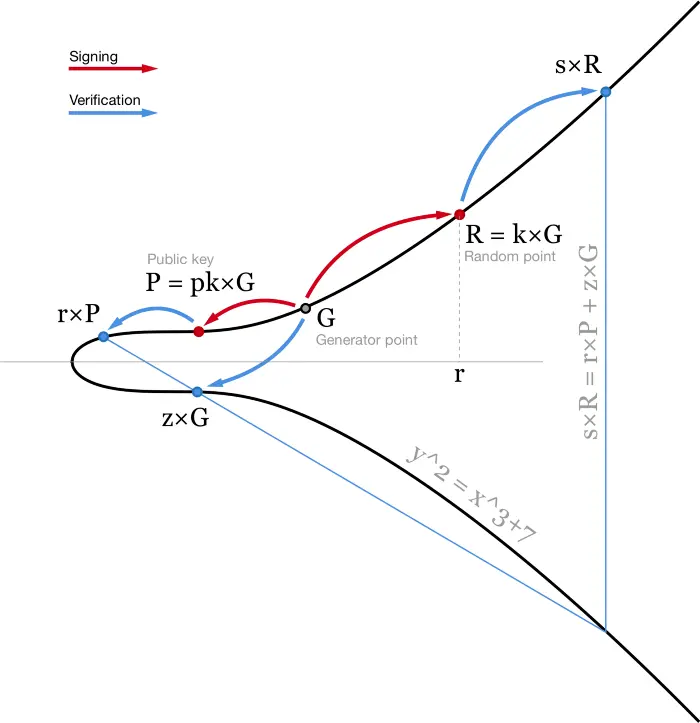 Signing
Verification
s×R
R = k×G
Random point
Public key
P = pk×G
r×P
G
Generator point
r
z×G
s×R = r×P + z×G
y^2 = x^3+7